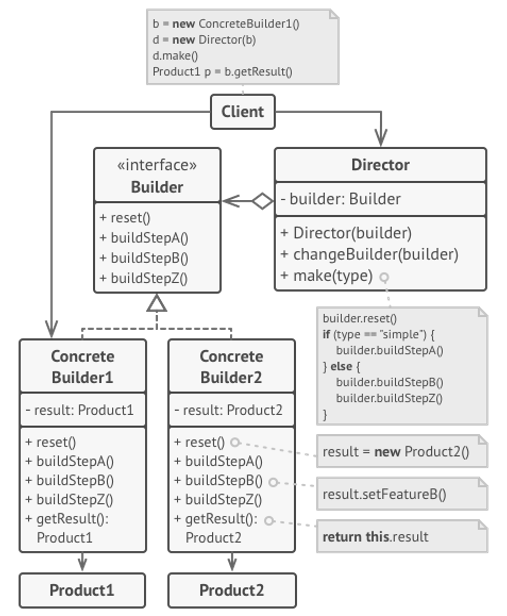 b = new ConcreteBuilder1()
d = new Director(b)
d.make()
Product1 p = b.getResult()
Client
«interface»
Builder
+ reset()
+ buildStepA()
+ buildStepB()
+ buildStepZ()
Director
- builder: Builder
+ Director(builder)
+ changeBuilder(builder)
+ make(type)
builder.reset()
if (type == "simple") {
builder.buildStepA()
} else {
builder.buildStepB()
builder.buildStepZ()
}
Concrete
Builder1
- result: Product1
+ reset()
+ buildStepA()
+ buildStepB()
+ buildStepZ()
+ getResult():
Product1
Concrete
Builder2
- result: Product2
+ reset()
+ buildStepA()
+ buildStepB()
+ buildStepZ()
+ getResult():
Product2
result = new Product2()
result.setFeatureB()
return this.result
Product1
Product2